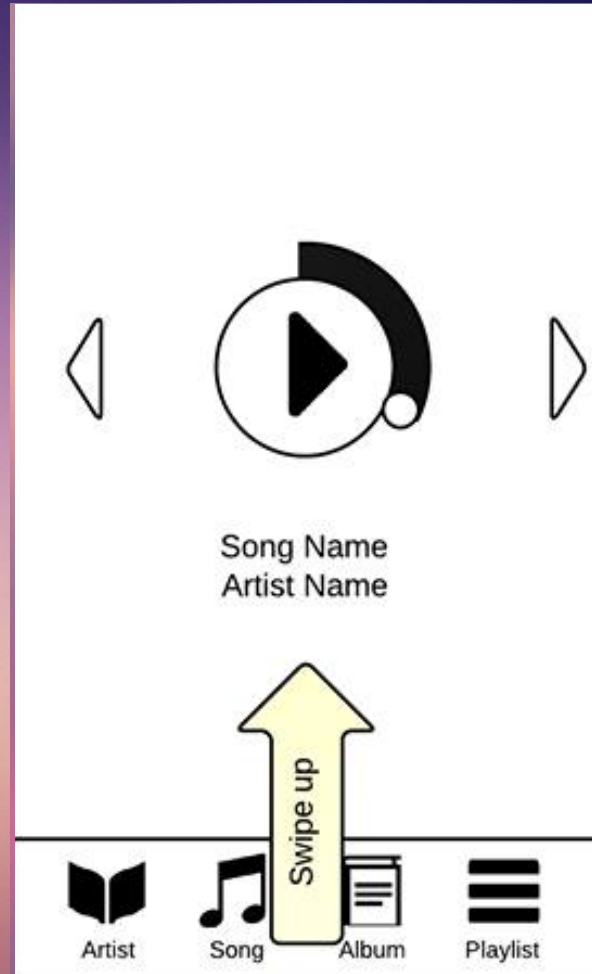 Song Name
Artist Name
Swipe up
Artist
Song
Album
Playlist